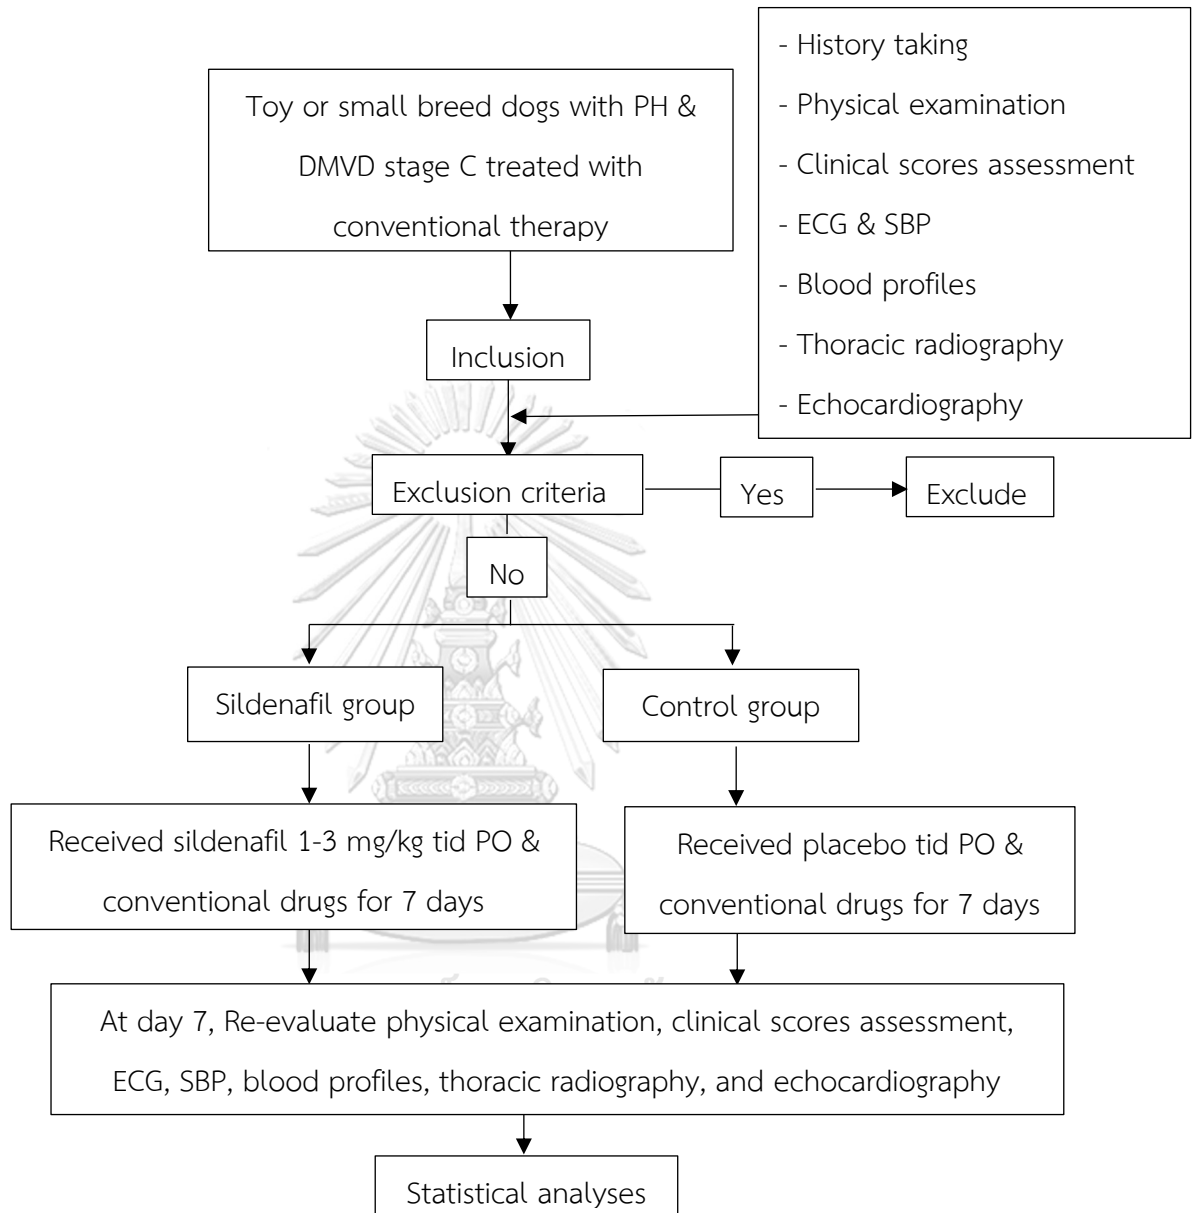 Toy or small breed dogs with PH &
DMVD stage C treated with
conventional therapy
- History taking
- Physical examination
- Clinical scores assessment
- ECG & SBP
- Blood profiles
- Thoracic radiography
- Echocardiography
Inclusion
Exclusion criteria
Yes
Exclude
No
Sildenafil group
Control group
Received sildenafil 1-3 mg/kg tid PO &
conventional drugs for 7 days
Received placebo tid PO &
conventional drugs for 7 days
At day 7, Re-evaluate physical examination, clinical scores assessment,
ECG, SBP, blood profiles, thoracic radiography, and echocardiography
Statistical analyses